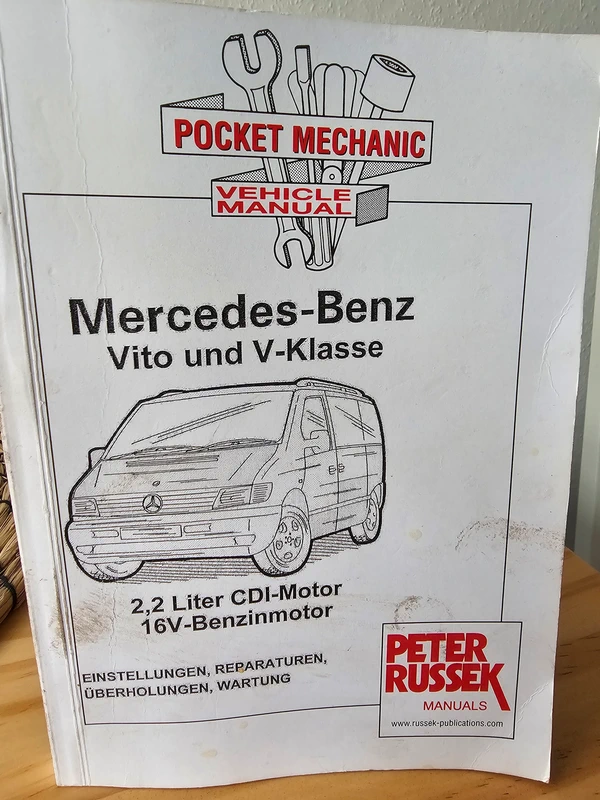 POCKET MECHANIC
VEHICLE
MANUAL
Mercedes-Benz
Vito und V-Klasse
2,2 Liter CDI-Motor
16V-Benzinmotor
EINSTELLUNGEN, REPARATUREN,
ÜBERHOLUNGEN, WARTUNG
PETER
RUSSEK
MANUALS
www.russek-publications.com